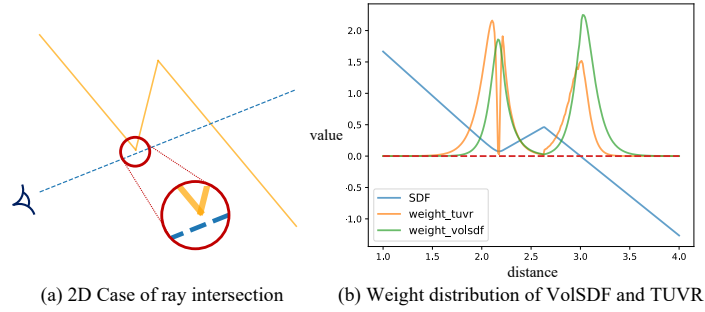 2.0
1.5
1.0
0.5
0.0
-0.5
1.0
value
SDF
weight_tuvr
weight_volsdf
1.0 1.5 2.0 2.5 3.0 3.5 4.0
distance
(a) 2D Case of ray intersection
(b) Weight distribution of VolSDF and TUVR